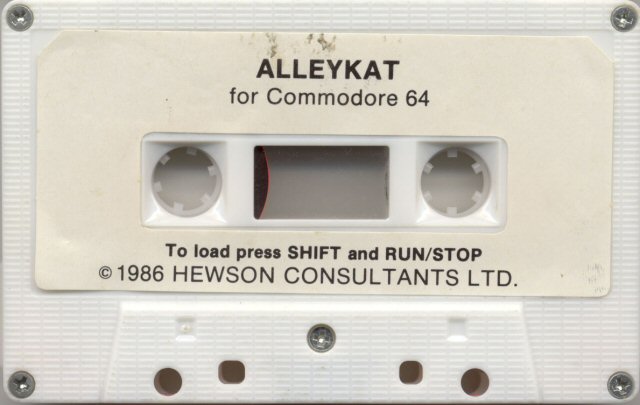 ALLEYKAT
for Commodore 64
To load press SHIFT and RUN/STOP
© 1986 HEWSON CONSULTANTS LTD.